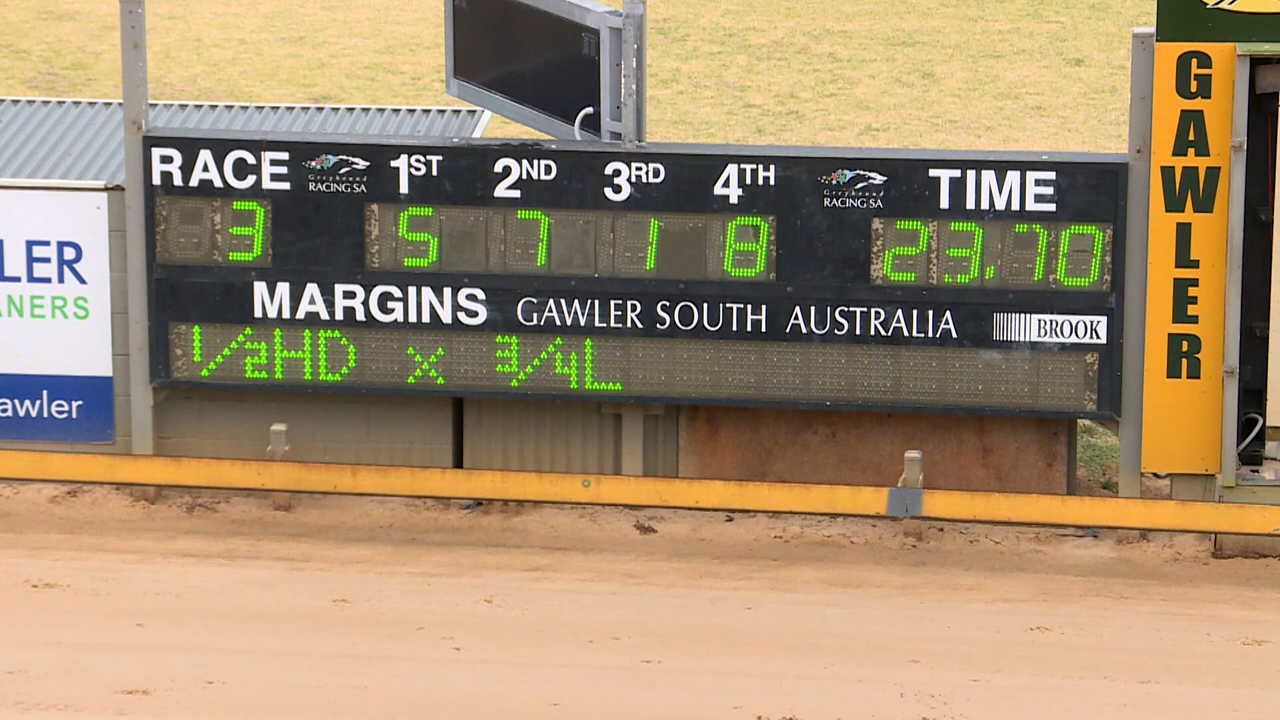 RACE Greyhound RACING SA 1ST 2ND 3RD 4TH Greyhound RACING SA TIME
3 5 7 1 8 23.70
MARGINS GAWLER SOUTH AUSTRALIA BROOK
1/2HD x 3/4L
GAWLER
LER
ANERS
awler